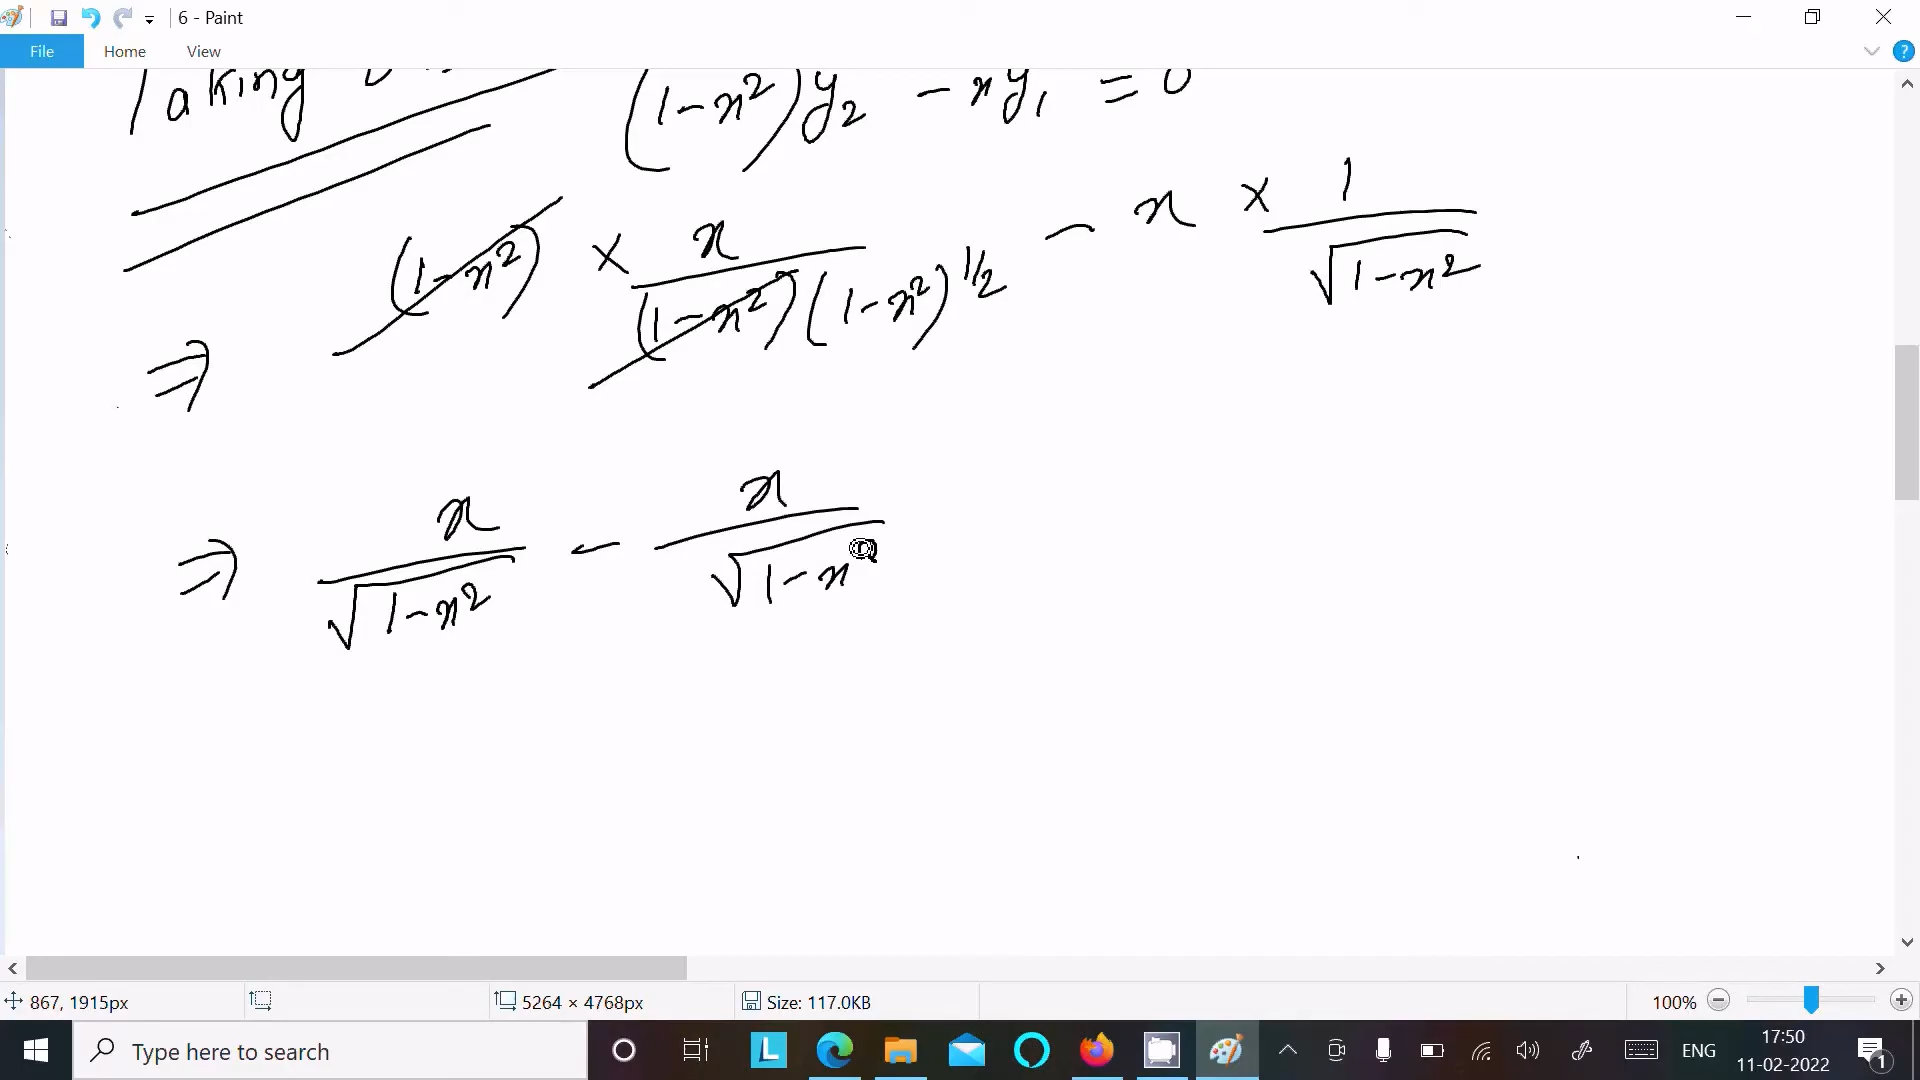 6 - Paint
File Home View
Taking (1-x²)y₂ - xy₁ = 0
⇒ (1-x²) × x/((1-x²)(1-x²)^1/2) - x × 1/√(1-x²)
⇒ x/√(1-x²) - x/√(1-x²)
867, 1915px 5264 × 4768px Size: 117.0KB 100%
Type here to search L ENG 17:50
11-02-2022 1